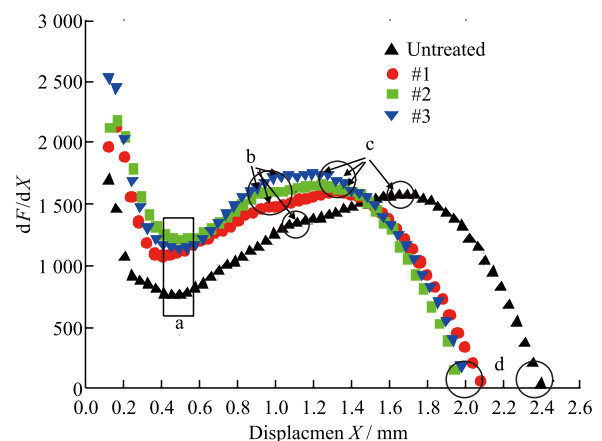 3 000
2 500
2 000
1 500
1 000
500
0
dF/dX
Untreated
#1
#2
#3
b
c
a
d
0.0 0.2 0.4 0.6 0.8 1.0 1.2 1.4 1.6 1.8 2.0 2.2 2.4 2.6
Displacmen X / mm